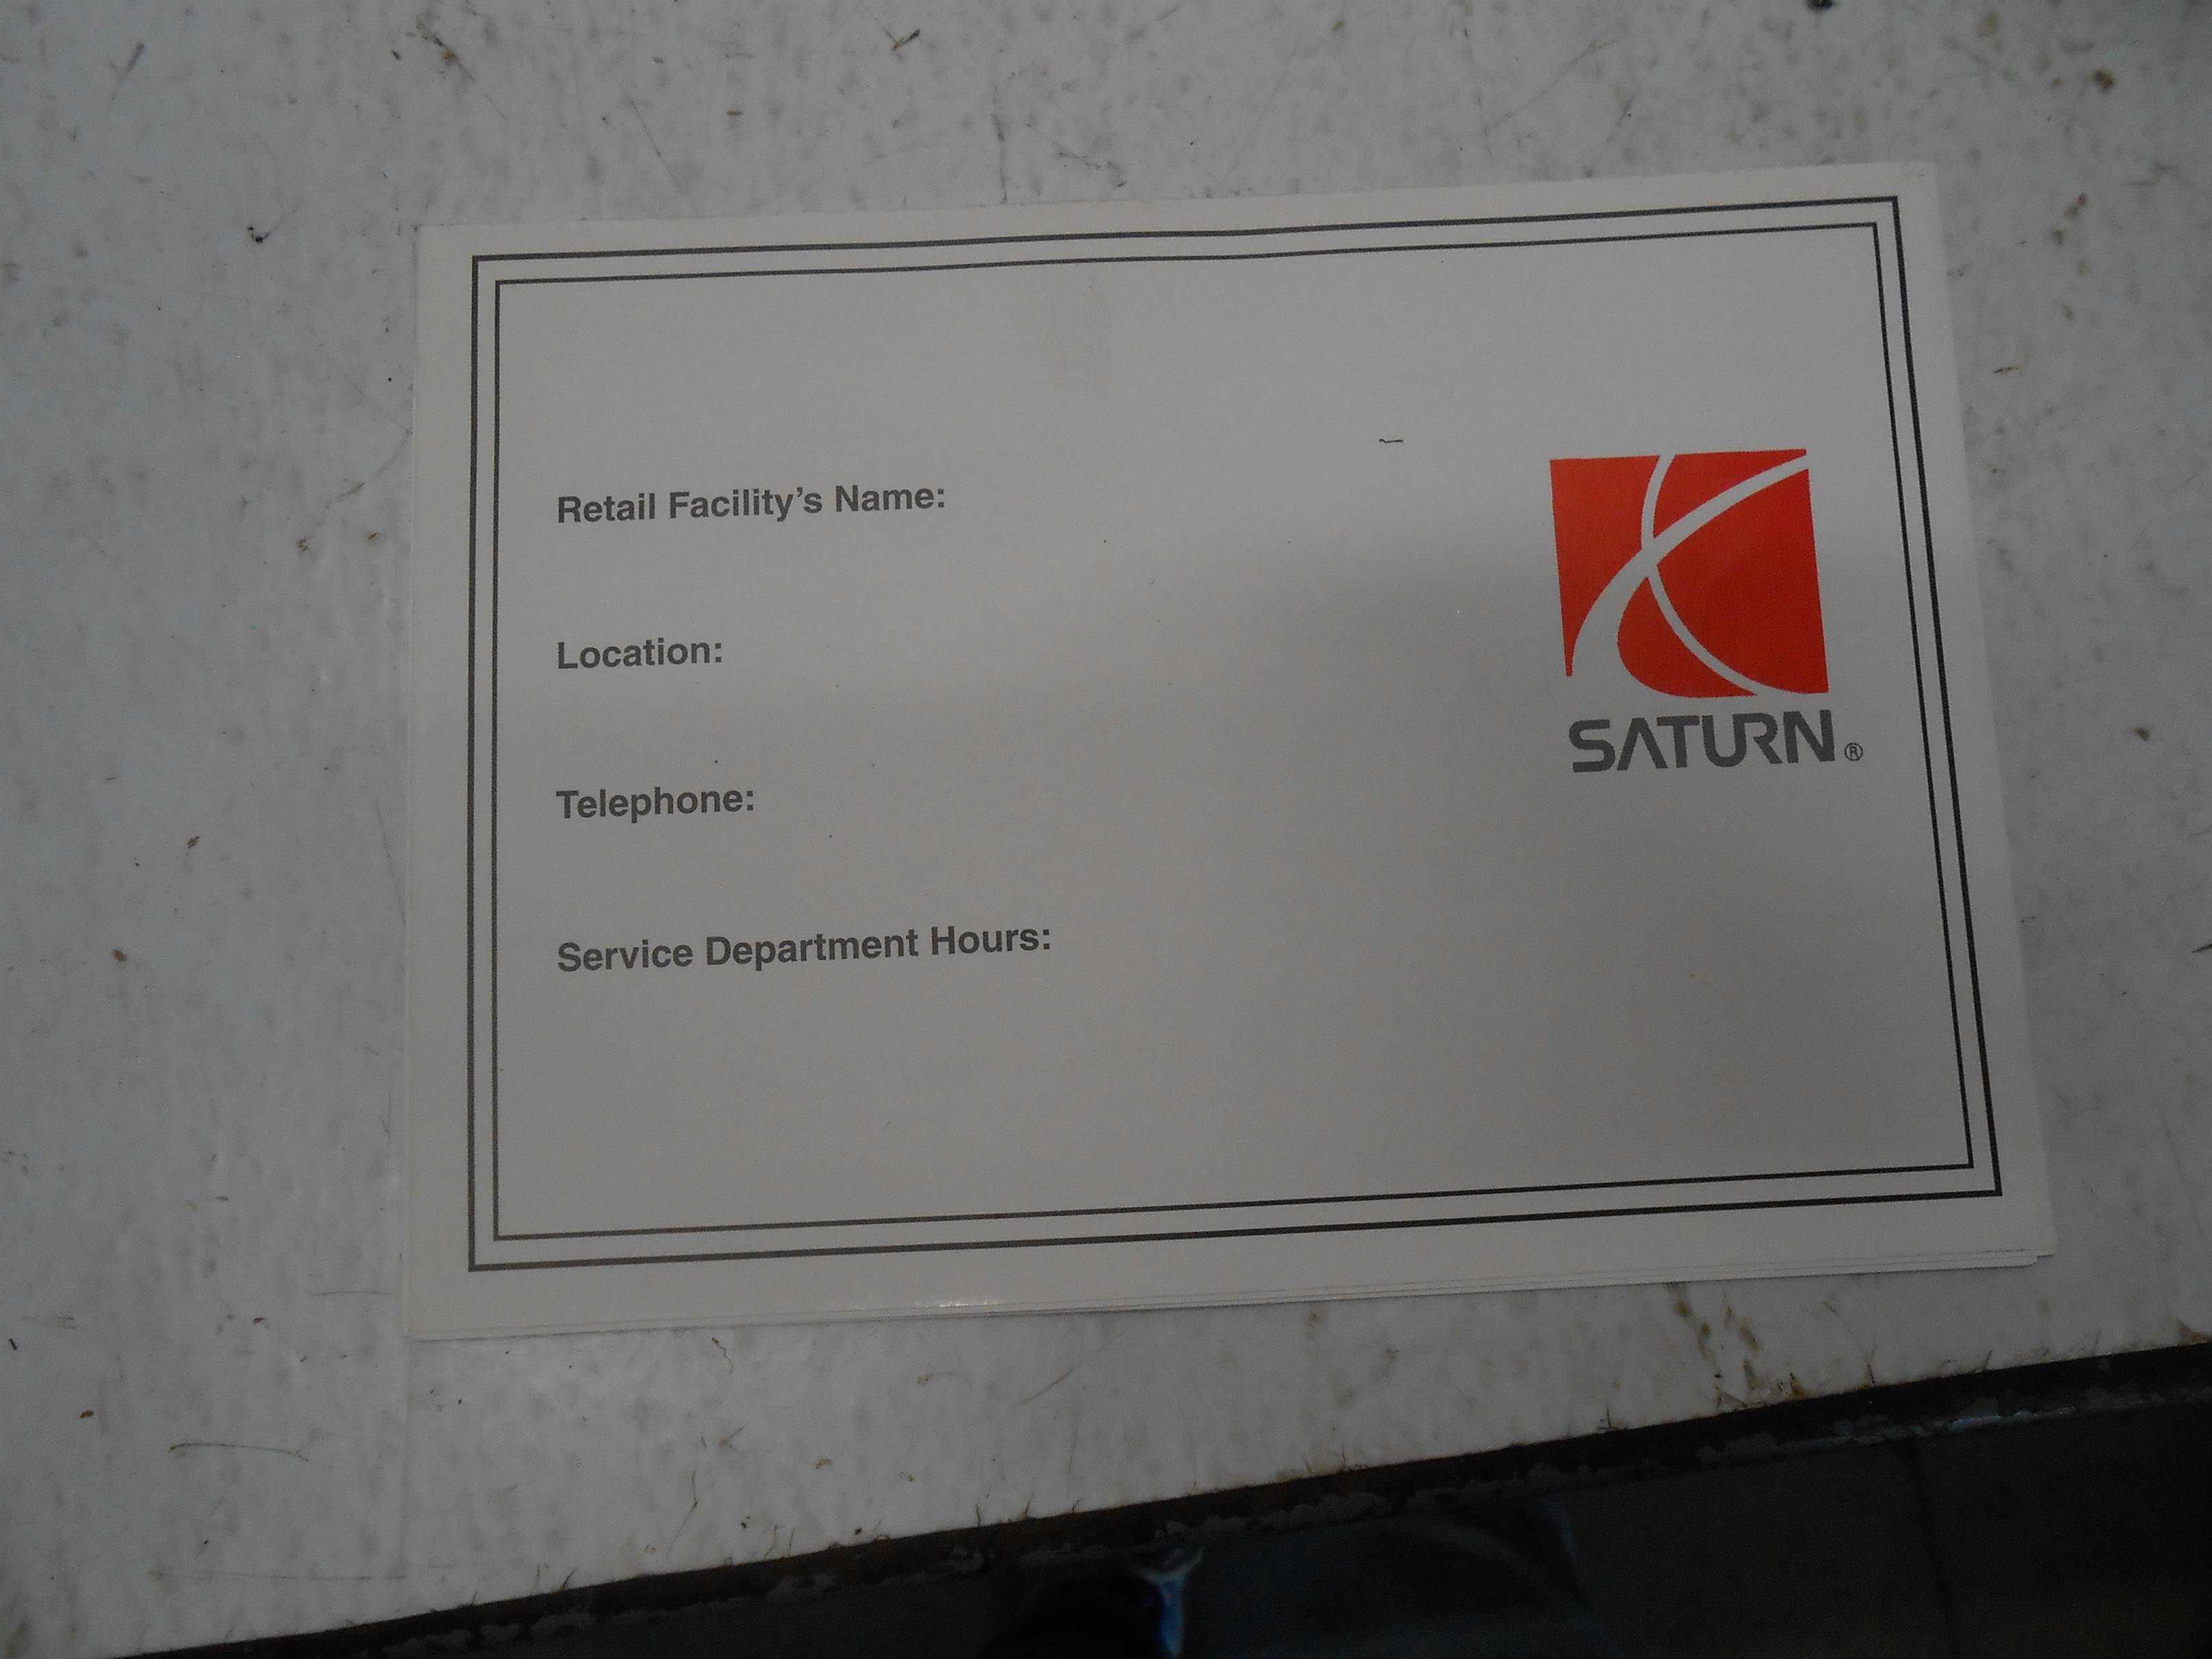 Retail Facility's Name:
Location:
Telephone:
Service Department Hours:
SATURN®